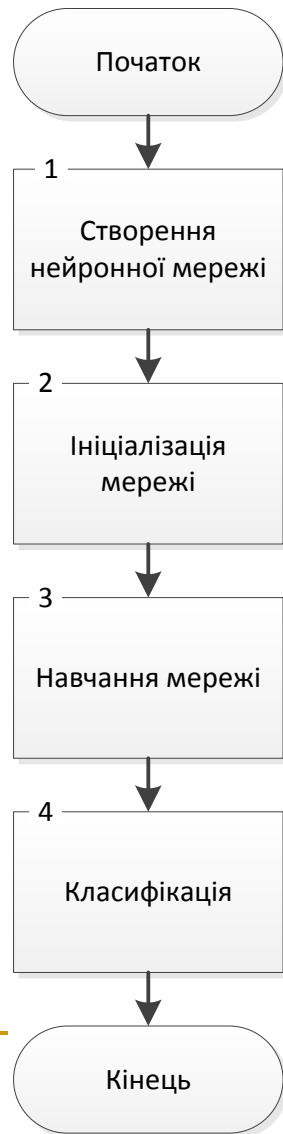 Початок
1
Створення
нейронної мережі
2
Ініціалізація
мережі
3
Навчання мережі
4
Класифікація
Кінець